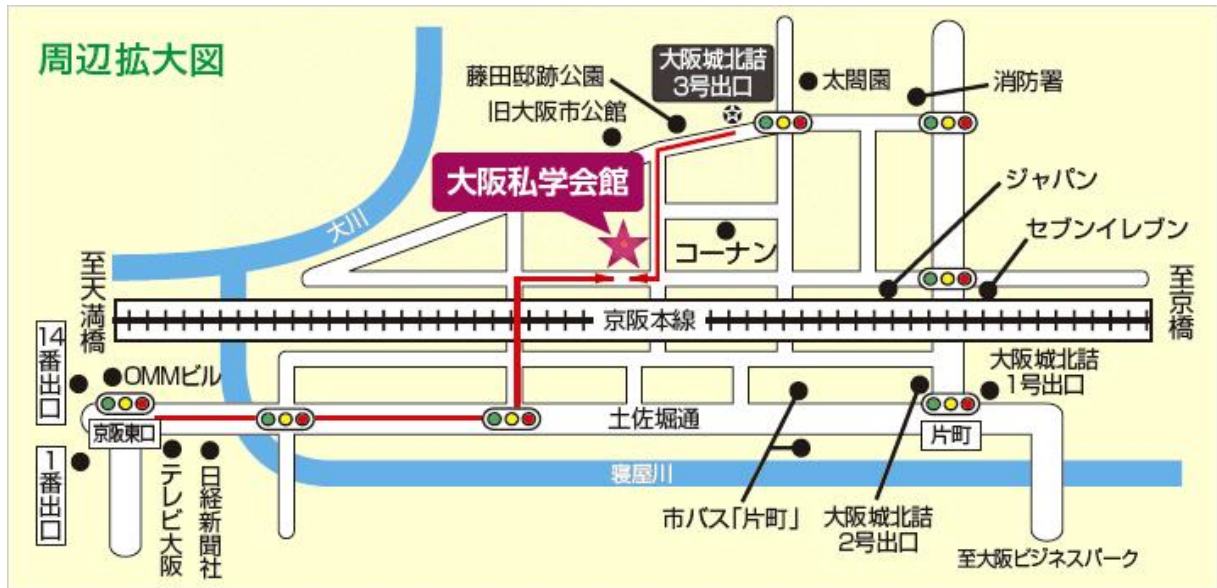 周辺拡大図
大阪城北詰
3号出口
藤田邸跡公園
太閤園
消防署
旧大阪市公館
大阪私学会館
ジャパン
大川
コーナン
セブンイレブン
至天満橋
至京橋
京阪本線
14番出口
OMMビル
大阪城北詰
1号出口
京阪東口
土佐堀通
片町
1番出口
テレビ大阪
日経新聞社
寝屋川
市バス「片町」
大阪城北詰
2号出口
至大阪ビジネスパーク